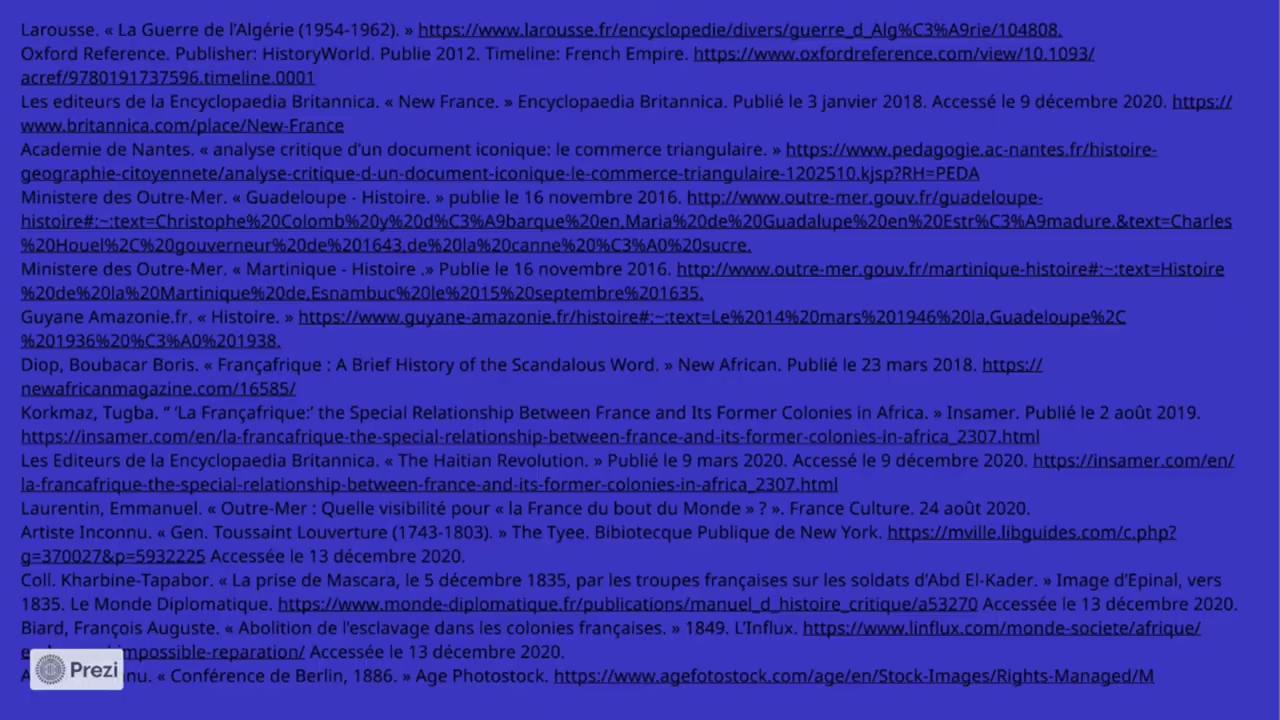 Larousse. « La Guerre de l’Algérie (1954-1962). » https://www.larousse.fr/encyclopedie/divers/guerre_d_Alg%C3%A9rie/104808.
Oxford Reference. Publisher: HistoryWorld. Publie 2012. Timeline: French Empire. https://www.oxfordreference.com/view/10.1093/
acref/9780191737596.timeline.0001
Les editeurs de la Encyclopaedia Britannica. « New France. » Encyclopaedia Britannica. Publié le 3 janvier 2018. Accessé le 9 décembre 2020. https://
www.britannica.com/place/New-France
Academie de Nantes. « analyse critique d’un document iconique: le commerce triangulaire. » https://www.pedagogie.ac-nantes.fr/histoire-
geographie-citoyennete/analyse-critique-d-un-document-iconique-le-commerce-triangulaire-1202510.kjsp?RH=PEDA
Ministere des Outre-Mer. « Guadeloupe - Histoire. » publie le 16 novembre 2016. http://www.outre-mer.gouv.fr/guadeloupe-
histoire#:~:text=Christophe%20Colomb%20y%20d%C3%A9barque%20en,Maria%20de%20Guadalupe%20en%20Estr%C3%A9madure.&text=Charles
%20Houel%2C%20gouverneur%20de%201643,de%20la%20canne%20%C3%A0%20sucre.
Ministere des Outre-Mer. « Martinique - Histoire .» Publie le 16 novembre 2016. http://www.outre-mer.gouv.fr/martinique-histoire#:~:text=Histoire
%20de%20la%20Martinique%20de,Esnambuc%20le%2015%20septembre%201635.
Guyane Amazonie.fr. « Histoire. » https://www.guyane-amazonie.fr/histoire#:~:text=Le%2014%20mars%201946%20la,Guadeloupe%2C
%201936%20%C3%A0%201938.
Diop, Boubacar Boris. « Françafrique : A Brief History of the Scandalous Word. » New African. Publié le 23 mars 2018. https://
newafricanmagazine.com/16585/
Korkmaz, Tugba. “ ‘La Françafrique:’ the Special Relationship Between France and Its Former Colonies in Africa. » Insamer. Publié le 2 août 2019.
https://insamer.com/en/la-francafrique-the-special-relationship-between-france-and-its-former-colonies-in-africa_2307.html
Les Editeurs de la Encyclopaedia Britannica. « The Haitian Revolution. » Publié le 9 mars 2020. Accessé le 9 décembre 2020. https://insamer.com/en/
la-francafrique-the-special-relationship-between-france-and-its-former-colonies-in-africa_2307.html
Laurentin, Emmanuel. « Outre-Mer : Quelle visibilité pour « la France du bout du Monde » ? ». France Culture. 24 août 2020.
Artiste Inconnu. « Gen. Toussaint Louverture (1743-1803). » The Tyee. Bibiotecque Publique de New York. https://mville.libguides.com/c.php?
g=370027&p=5932225 Accessée le 13 décembre 2020.
Coll. Kharbine-Tapabor. « La prise de Mascara, le 5 décembre 1835, par les troupes françaises sur les soldats d’Abd El-Kader. » Image d’Epinal, vers
1835. Le Monde Diplomatique. https://www.monde-diplomatique.fr/publications/manuel_d_histoire_critique/a53270 Accessée le 13 décembre 2020.
Biard, François Auguste. « Abolition de l'esclavage dans les colonies françaises. » 1849. L’Influx. https://www.linflux.com/monde-societe/afrique/
impossible-reparation/ Accessée le 13 décembre 2020.
« Conférence de Berlin, 1886. » Age Photostock. https://www.agefotostock.com/age/en/Stock-Images/Rights-Managed/M
Prezi